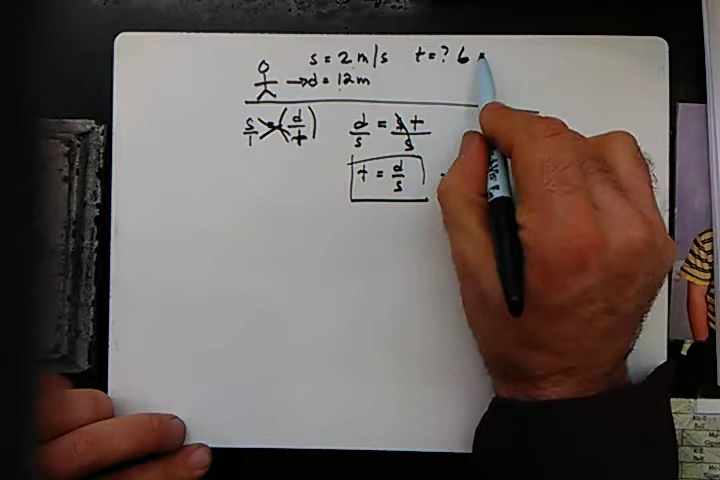 s = 2 m/s t = ? 6
→ d = 12m
s/1 = (d/t) d/s = s t/s
t = d/s